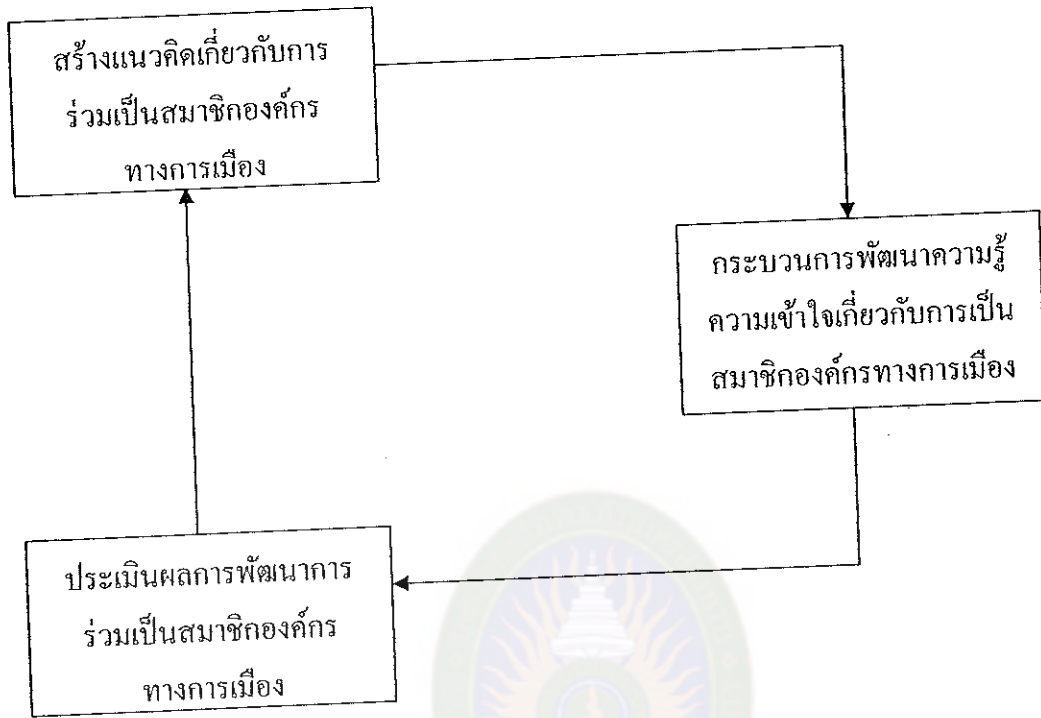 สร้างแนวคิดเกี่ยวกับการ
ร่วมเป็นสมาชิกองค์กร
ทางการเมือง
กระบวนการพัฒนาความรู้
ความเข้าใจเกี่ยวกับการเป็น
สมาชิกองค์กรทางการเมือง
ประเมินผลการพัฒนาการ
ร่วมเป็นสมาชิกองค์กร
ทางการเมือง